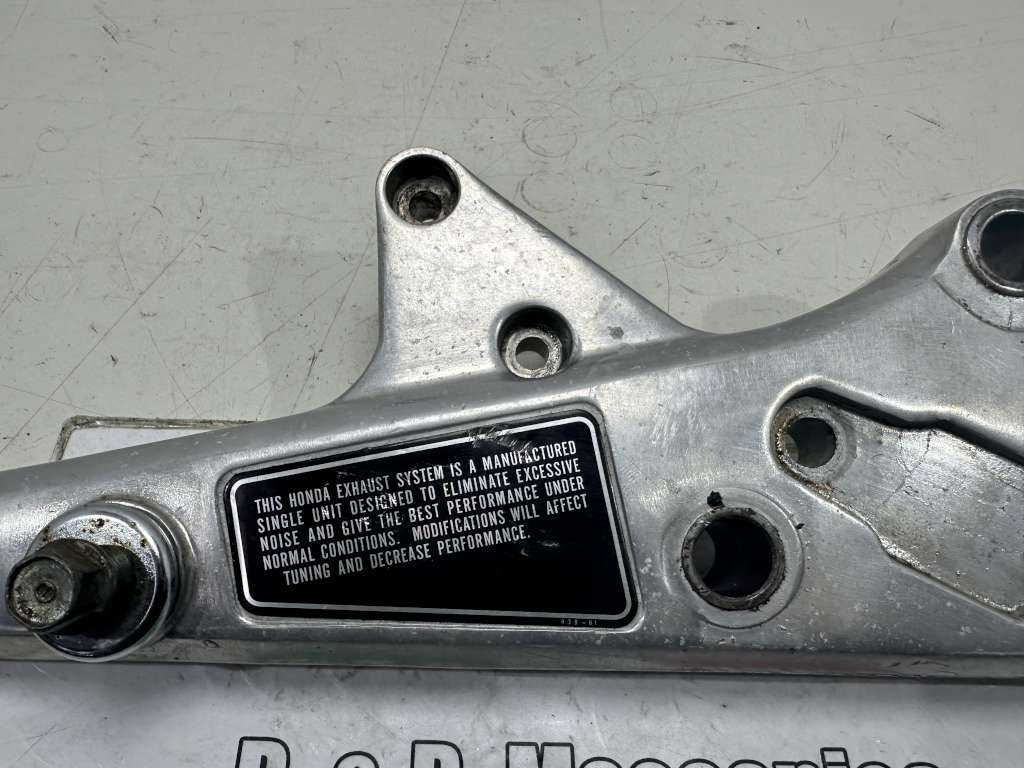 THIS HONDA EXHAUST SYSTEM IS A MANUFACTURED
SINGLE UNIT DESIGNED TO ELIMINATE EXCESSIVE
NOISE AND GIVE THE BEST PERFORMANCE UNDER
NORMAL CONDITIONS. MODIFICATIONS WILL AFFECT
TUNING AND DECREASE PERFORMANCE.